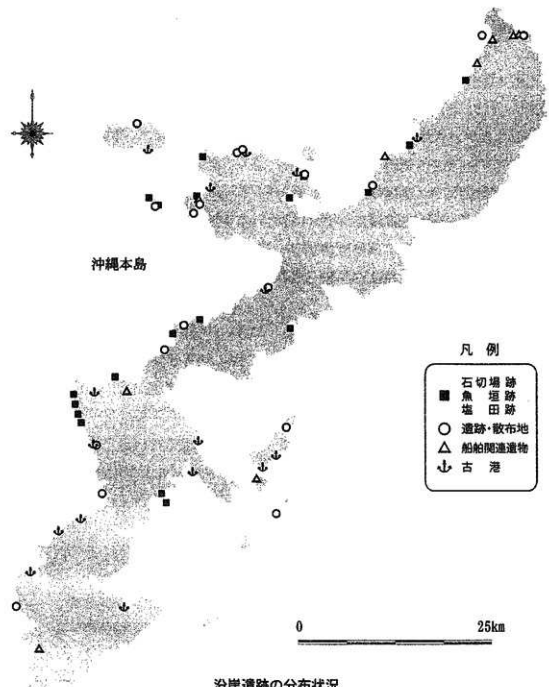 沖縄本島
凡 例
石切場跡
魚 垣 跡
塩 田 跡
遺跡・散布地
船舶関連遺物
古 港
0 25km
沿岸遺跡の分布状況